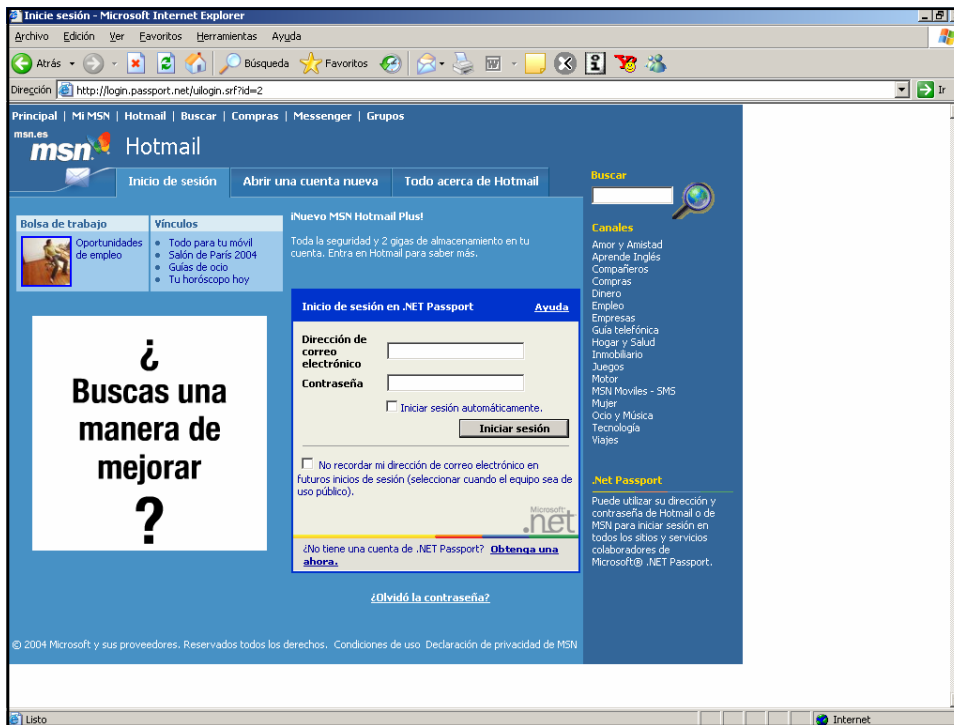 Inicie sesión - Microsoft Internet Explorer
Archivo Edición Ver Favoritos Herramientas Ayuda
Atrás Búsqueda Favoritos
Dirección http://login.passport.net/uilogin.srf?id=2 Ir
Principal | Mi MSN | Hotmail | Buscar | Compras | Messenger | Grupos
msn.es
msn Hotmail
Inicio de sesión Abrir una cuenta nueva Todo acerca de Hotmail
Bolsa de trabajo
Oportunidades
de empleo
Vínculos
Todo para tu móvil
Salón de París 2004
Guías de ocio
Tu horóscopo hoy
¿
Buscas una
manera de
mejorar
?
¡Nuevo MSN Hotmail Plus!
Toda la seguridad y 2 gigas de almacenamiento en tu
cuenta. Entra en Hotmail para saber más.
Inicio de sesión en .NET Passport Ayuda
Dirección de
correo
electrónico
Contraseña
Iniciar sesión automáticamente.
Iniciar sesión
No recordar mi dirección de correo electrónico en
futuros inicios de sesión (seleccionar cuando el equipo sea de
uso público).
Microsoft
.net
¿No tiene una cuenta de .NET Passport? Obtenga una
ahora.
¿Olvidó la contraseña?
Buscar
Canales
Amor y Amistad
Aprende Inglés
Compañeros
Compras
Dinero
Empleo
Empresas
Guía telefónica
Hogar y Salud
Inmobiliario
Juegos
Motor
MSN Moviles - SMS
Mujer
Ocio y Música
Tecnología
Viajes
.Net Passport
Puede utilizar su dirección y
contraseña de Hotmail o de
MSN para iniciar sesión en
todos los sitios y servicios
colaboradores de
Microsoft® .NET Passport.
© 2004 Microsoft y sus proveedores. Reservados todos los derechos. Condiciones de uso Declaración de privacidad de MSN
Listo Internet